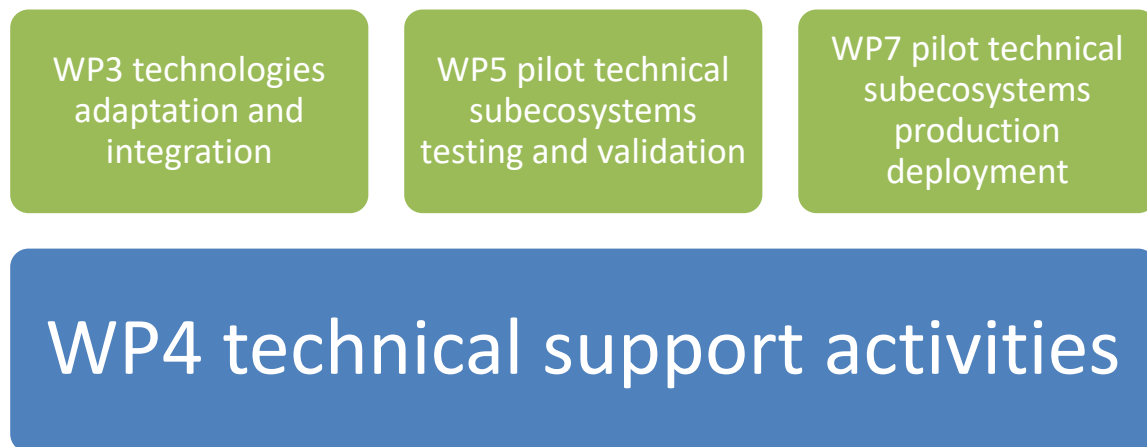 WP3 technologies
adaptation and
integration
WP5 pilot technical
subecosystems
testing and validation
WP7 pilot technical
subecosystems
production
deployment
WP4 technical support activities